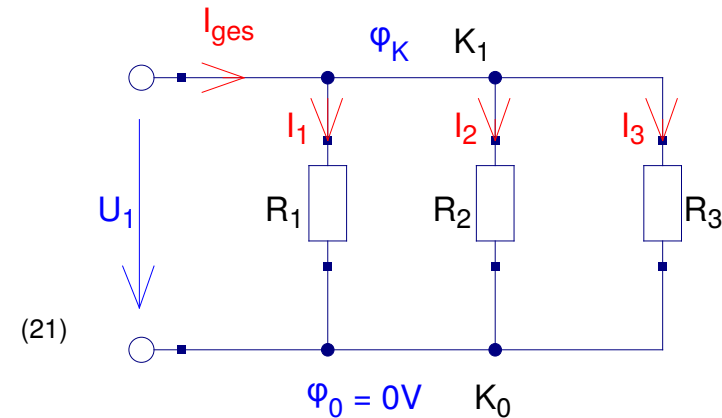 I_ges φ_K K_1
I_1 I_2 I_3
U_1 R_1 R_2 R_3
(21)
φ_0 = 0V K_0